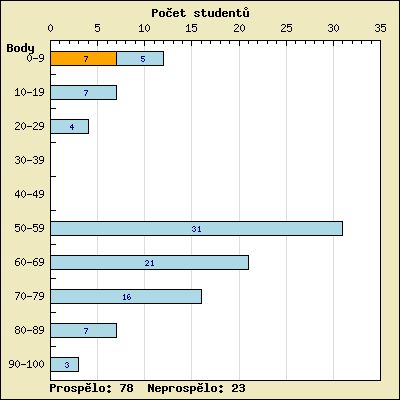 Počet studentů
0 5 10 15 20 25 30 35
Body
0-9 7 5
10-19 7
20-29 4
30-39
40-49
50-59 31
60-69 21
70-79 16
80-89 7
90-100 3
Prospělo: 78 Neprospělo: 23